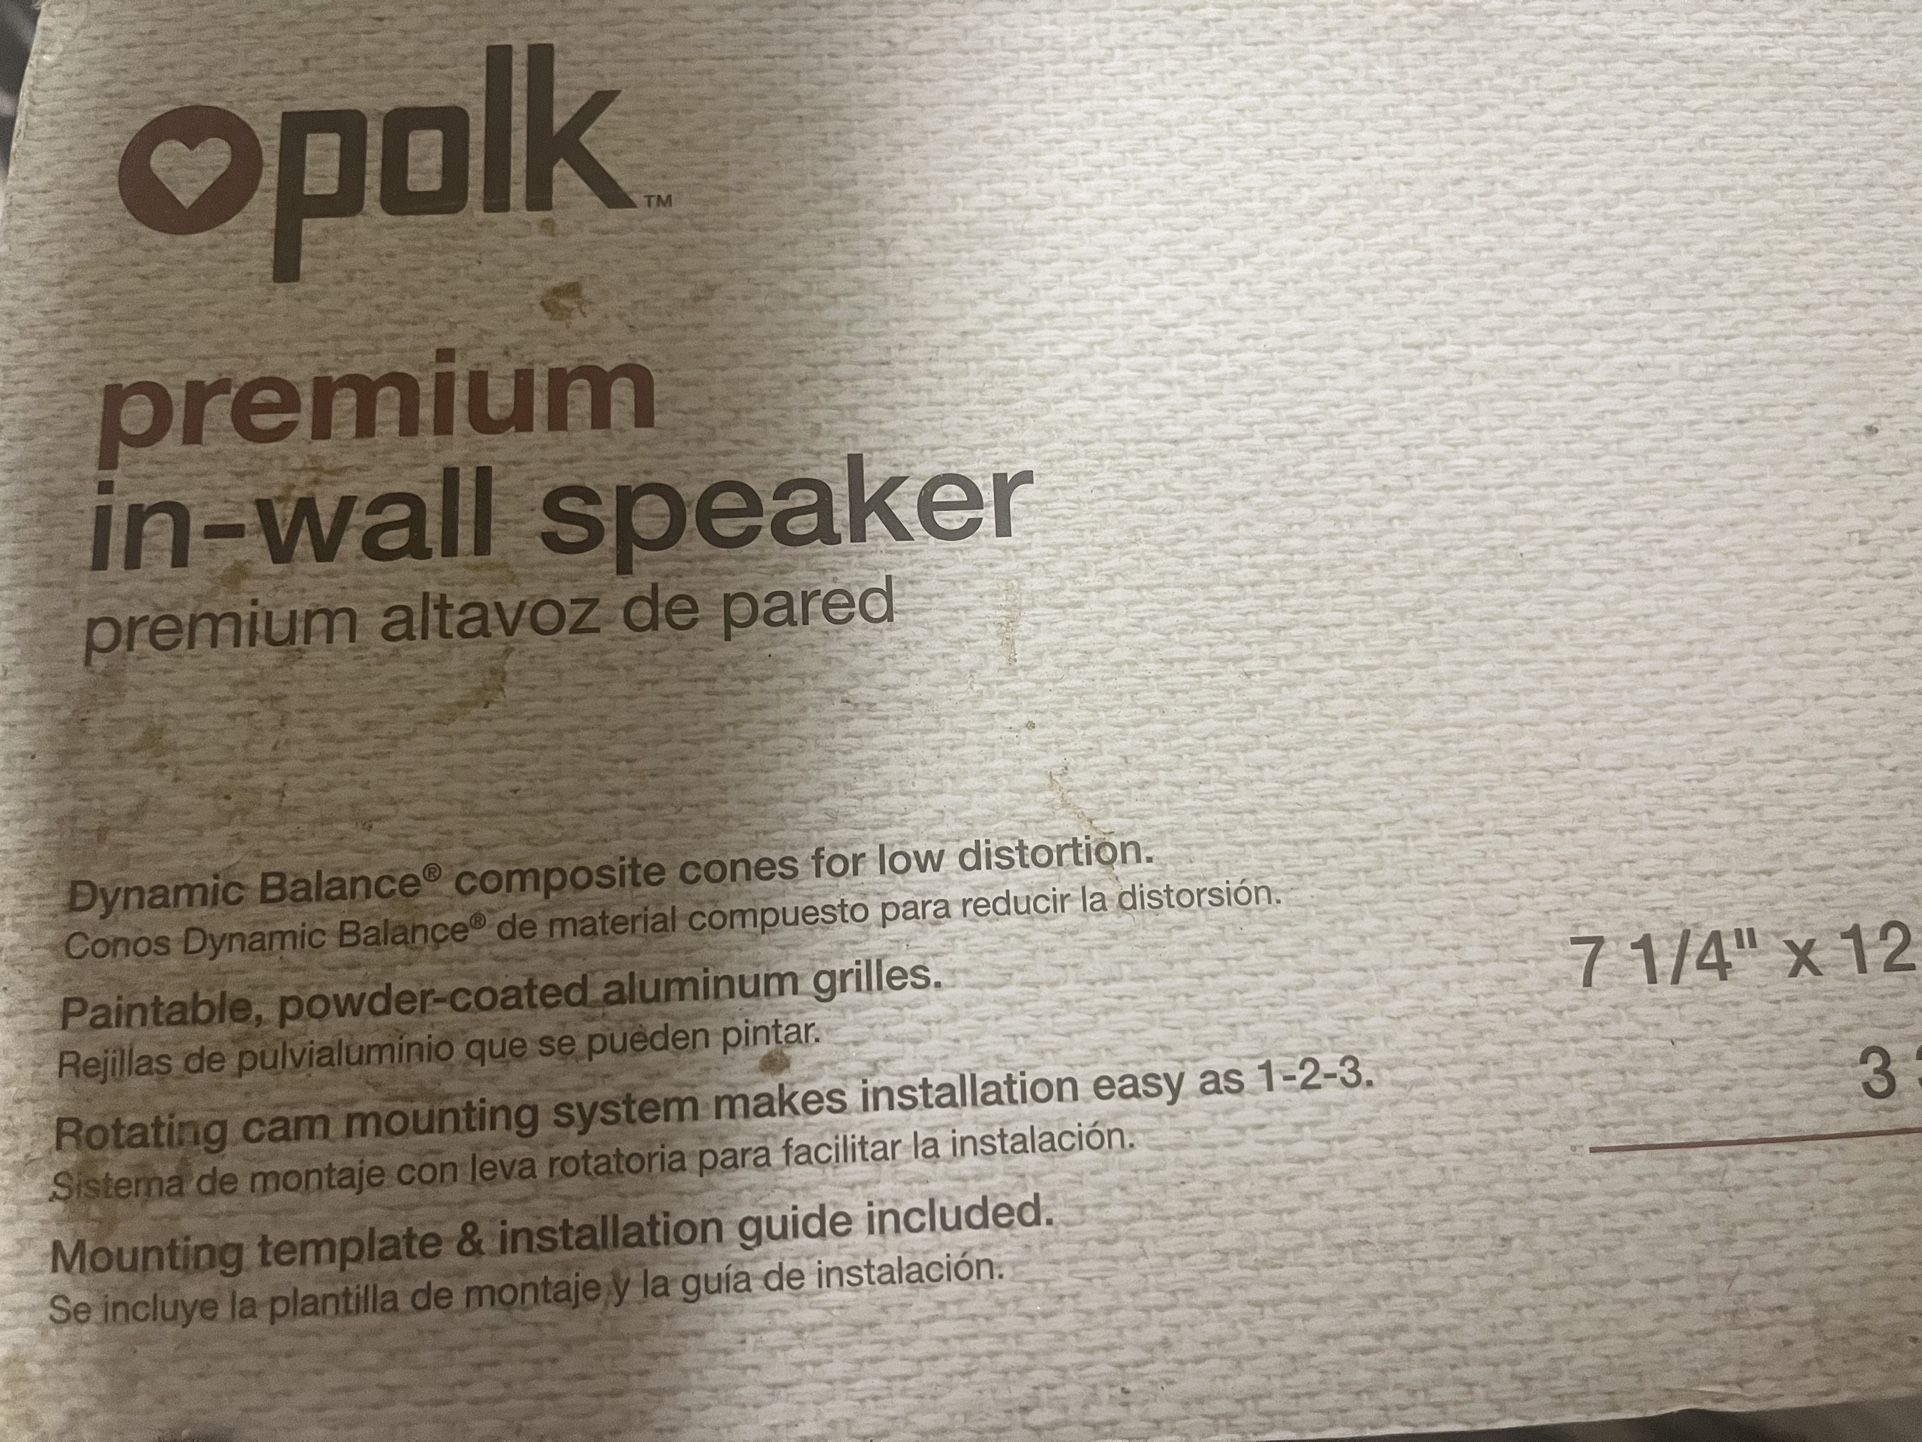 polk™
premium
in-wall speaker
premium altavoz de pared
Dynamic Balance® composite cones for low distortion.
Conos Dynamic Balance® de material compuesto para reducir la distorsión.
Paintable, powder-coated aluminum grilles.
Rejillas de pulvialuminio que se pueden pintar.
Rotating cam mounting system makes installation easy as 1-2-3.
Sistema de montaje con leva rotatoria para facilitar la instalación.
Mounting template & installation guide included.
Se incluye la plantilla de montaje y la guía de instalación.
7 1/4" x 12
3